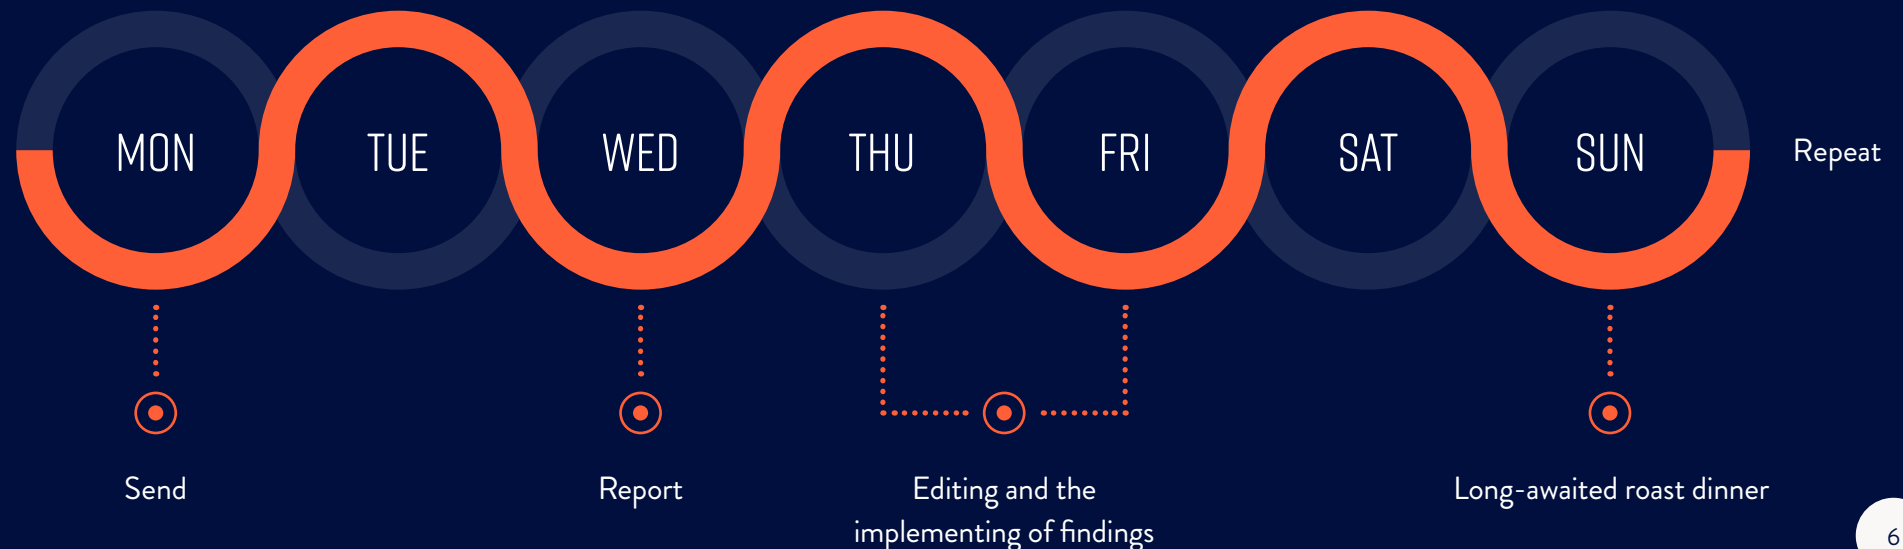 MON
TUE
WED
THU
FRI
SAT
SUN
Repeat
Send
Report
Editing and the
implementing of findings
Long-awaited roast dinner
6